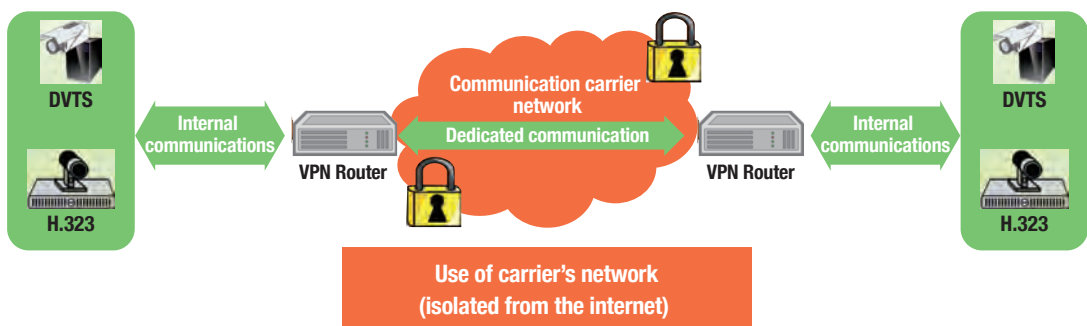 DVTS
H.323
Internal
communications
VPN Router
Communication carrier
network
Dedicated communication
VPN Router
Internal
communications
DVTS
H.323
Use of carrier's network
(isolated from the internet)